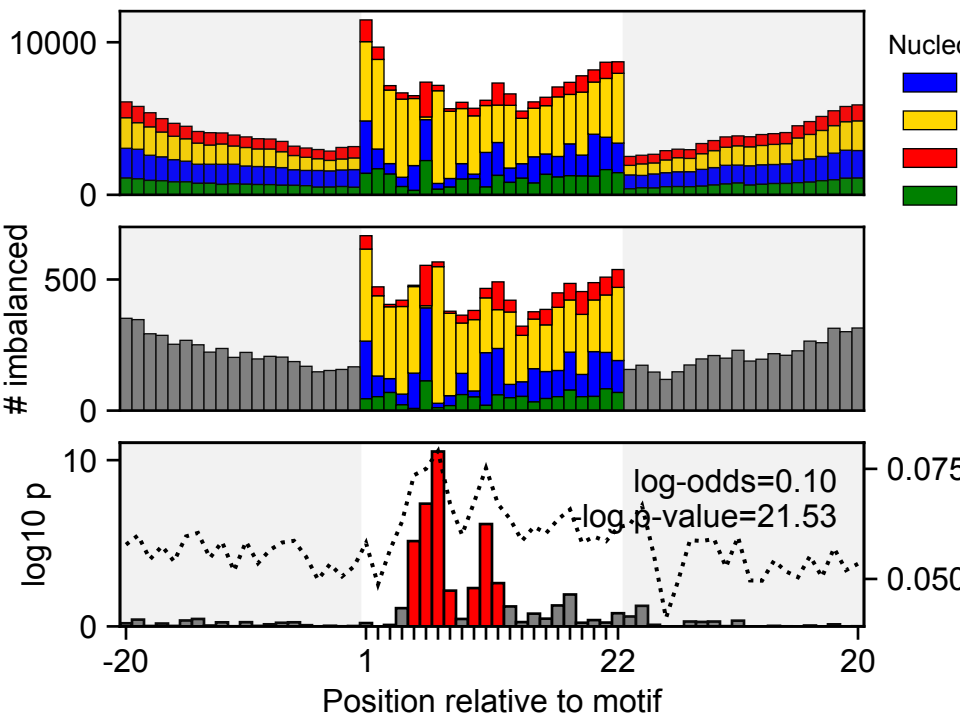 10000
0
Nucleo
500
0
# imbalanced
10
0
log10 p
log-odds=0.10
-log p-value=21.53
0.075
0.050
-20
1
22
20
Position relative to motif